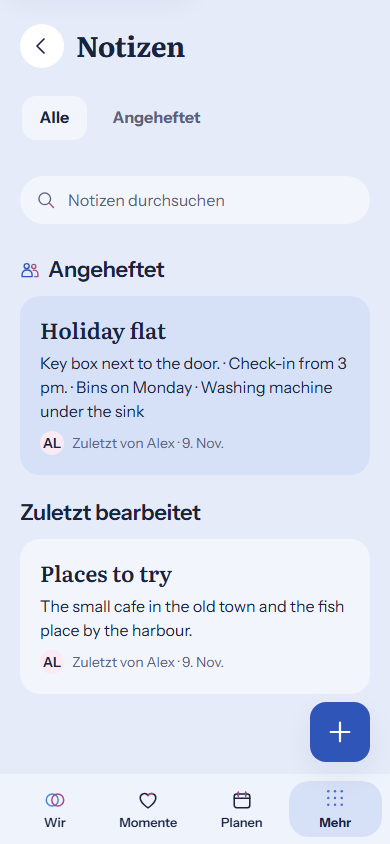 Notizen
Alle
Angeheftet
Notizen durchsuchen
Angeheftet
Holiday flat
Key box next to the door. · Check-in from 3
pm. · Bins on Monday · Washing machine
under the sink
AL Zuletzt von Alex · 9. Nov.
Zuletzt bearbeitet
Places to try
The small cafe in the old town and the fish
place by the harbour.
AL Zuletzt von Alex · 9. Nov.
Wir
Momente
Planen
Mehr